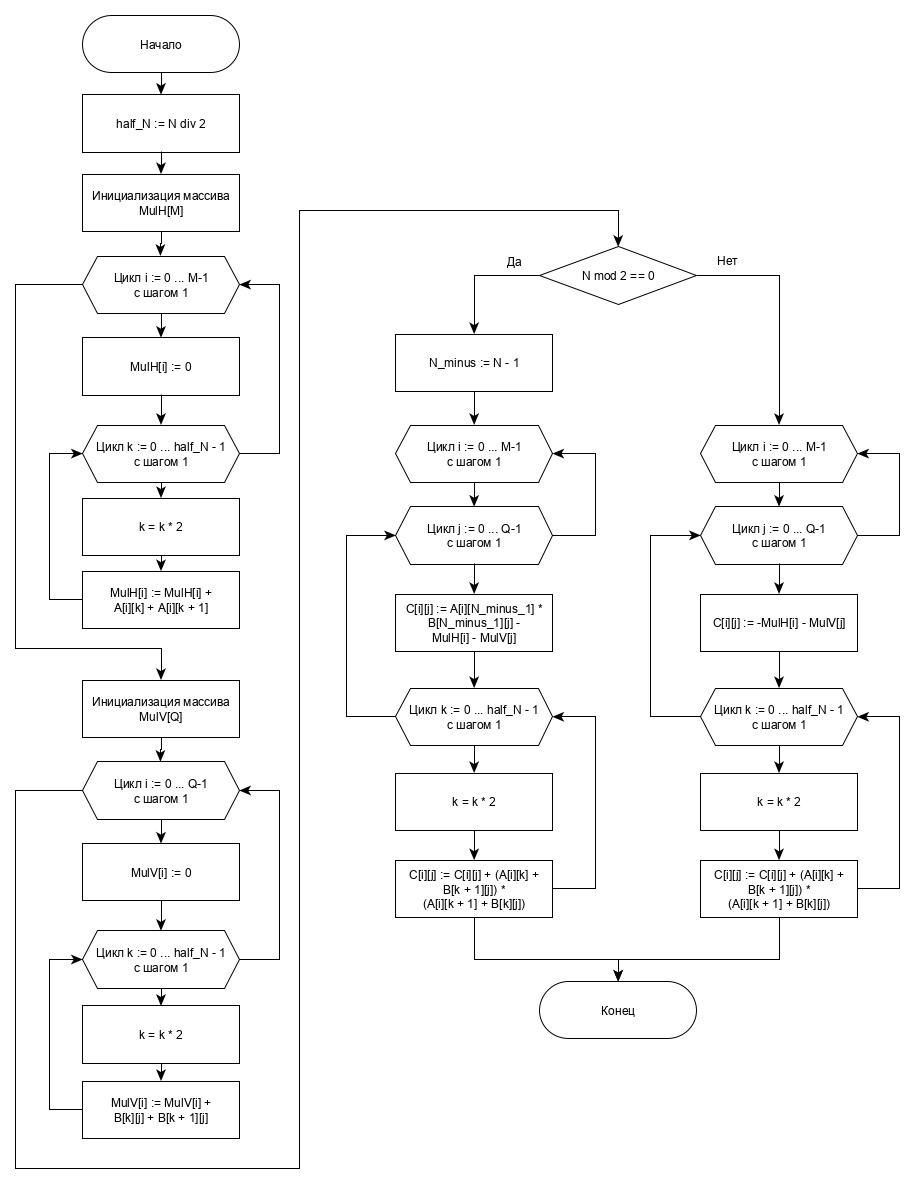 Начало
half_N := N div 2
Инициализация массива
MulH[M]
Цикл i := 0 ... M-1
с шагом 1
MulH[i] := 0
Цикл k := 0 ... half_N - 1
с шагом 1
k = k * 2
MulH[i] := MulH[i] +
A[i][k] + A[i][k + 1]
Инициализация массива
MulV[Q]
Цикл i := 0 ... Q-1
с шагом 1
MulV[i] := 0
Цикл k := 0 ... half_N - 1
с шагом 1
k = k * 2
MulV[i] := MulV[i] +
B[k][j] + B[k + 1][j]
N mod 2 == 0
Да
Нет
N_minus := N - 1
Цикл i := 0 ... M-1
с шагом 1
Цикл j := 0 ... Q-1
с шагом 1
C[i][j] := A[i][N_minus_1] *
B[N_minus_1][j] -
MulH[i] - MulV[j]
Цикл k := 0 ... half_N - 1
с шагом 1
k = k * 2
C[i][j] := C[i][j] + (A[i][k] +
B[k + 1][j]) *
(A[i][k + 1] + B[k][j])
Цикл i := 0 ... M-1
с шагом 1
Цикл j := 0 ... Q-1
с шагом 1
C[i][j] := -MulH[i] - MulV[j]
Цикл k := 0 ... half_N - 1
с шагом 1
k = k * 2
C[i][j] := C[i][j] + (A[i][k] +
B[k + 1][j]) *
(A[i][k + 1] + B[k][j])
Конец